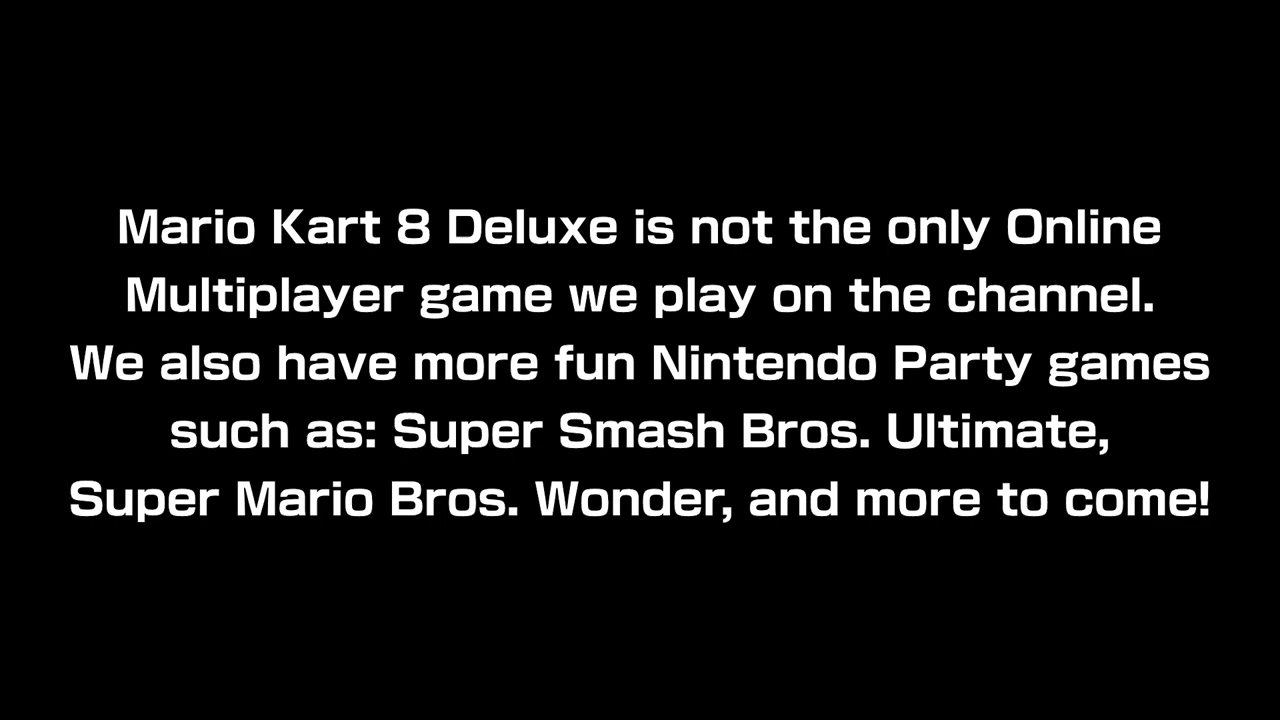 Mario Kart 8 Deluxe is not the only Online
Multiplayer game we play on the channel.
We also have more fun Nintendo Party games
such as: Super Smash Bros. Ultimate,
Super Mario Bros. Wonder, and more to come!